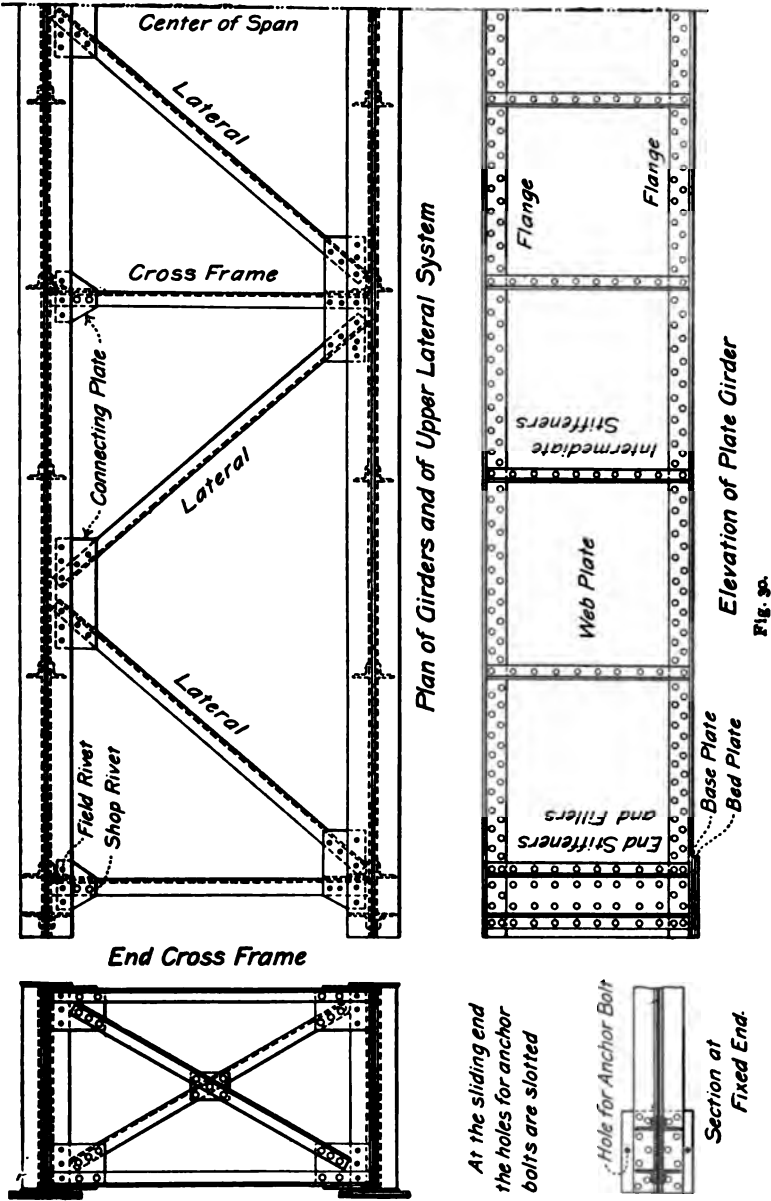 Center of Span
Lateral
Cross Frame
Connecting Plate
Lateral
Lateral
Field Rivet
Shop Rivet
Plan of Girders and of Upper Lateral System
Flange
Flange
Intermediate
Stiffeners
Web Plate
End Stiffeners
and Fillers
Base Plate
Bed Plate
Elevation of Plate Girder
Fig. 30.
End Cross Frame
At the sliding end
the holes for anchor
bolts are slotted
Hole for Anchor Bolt
Section at
Fixed End.